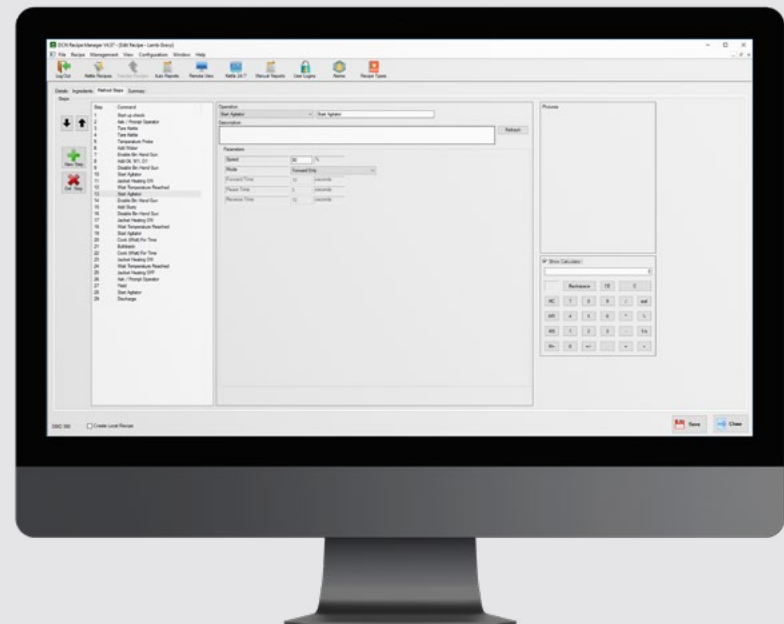 DCN Recipe Manager V4.07 - [Edit Recipe - Lamb Gravy]
File Recipe Management View Configuration Window Help
Log Out Kettle Recipes Transfer Recipes Auto Reports Remote View Kettle 24/7 Manual Reports User Logins Name Recipe Types
Details Ingredients Method Steps Summary
Steps
Step Command
1 Start up check
2 Ask / Prompt Operator
3 Tare Kettle
4 Tare Kettle
5 Temperature Probe
6 Add Water
7 Enable Bin Hand Gun
8
9 Disable Bin Hand Gun
10 Start Agitator
11 Jacket Heating ON
12 Wait Temperature Reached
13 Start Agitator
14 Enable Bin Hand Gun
15 Add Slurry
16 Disable Bin Hand Gun
17 Jacket Heating ON
18 Wait Temperature Reached
19 Start Agitator
20 Cook (Wait) For Time
21
22 Cook (Wait) For Time
23 Jacket Heating ON
24 Wait Temperature Reached
25 Jacket Heating OFF
26 Ask / Prompt Operator
27 Yield
28 Start Agitator
29 Discharge
New Step
Del. Step
Operation
Start Agitator Start Agitator
Description
Refresh
Parameters
Speed %
Mode Forward Only
Forward Time 10 seconds
Pause Time 5 seconds
Reverse Time 10 seconds
Pictures
Show Calculator
Backspace CE C
MC 7 8 9 / sqrt
MR 4 5 6 * %
MS 1 2 3 - 1/x
M+ 0 +/- . + =
Create Local Recipe
Save
Close